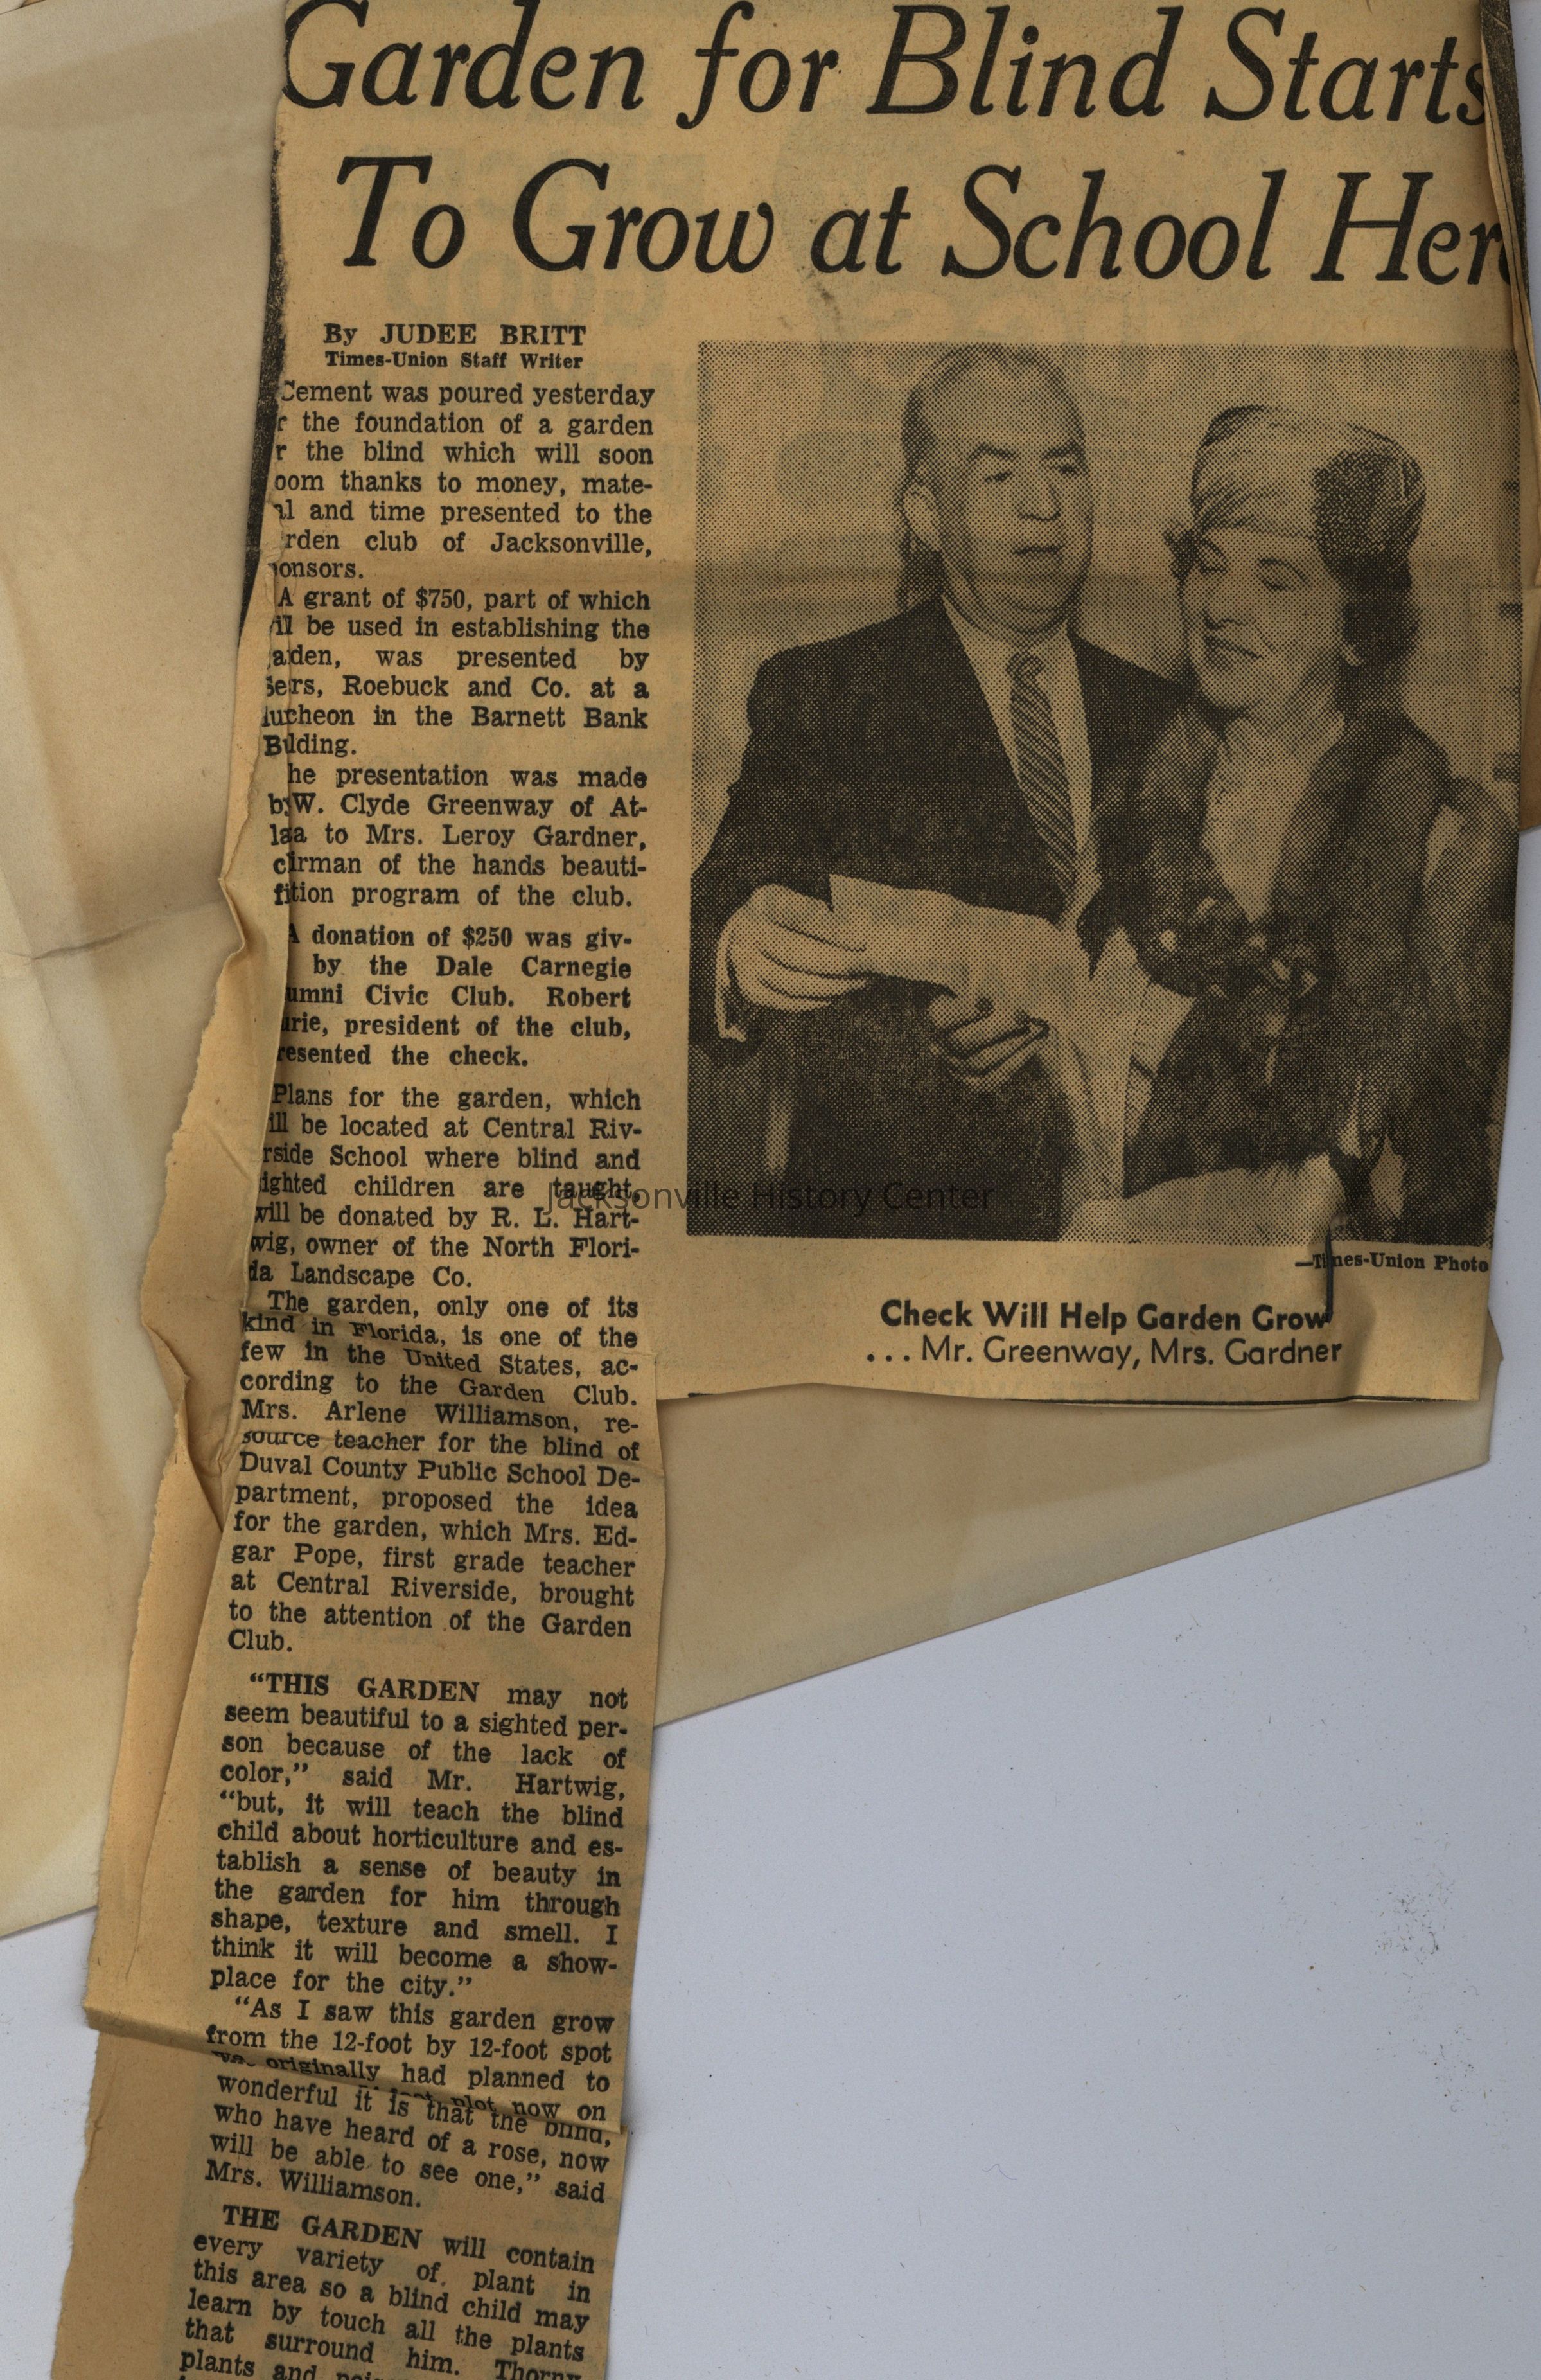 Garden for Blind Starts
To Grow at School Her
By JUDEE BRITT
Times-Union Staff Writer
Cement was poured yesterday
r the foundation of a garden
r the blind which will soon
oom thanks to money, mate-
al and time presented to the
rden club of Jacksonville,
onsors.
A grant of $750, part of which
ill be used in establishing the
aden, was presented by
Sers, Roebuck and Co. at a
lucheon in the Barnett Bank
Bilding.
he presentation was made
by W. Clyde Greenway of At-
laa to Mrs. Leroy Gardner,
cirman of the hands beauti-
fition program of the club.
A donation of $250 was giv-
by the Dale Carnegie
umni Civic Club. Robert
urie, president of the club,
resented the check.
Plans for the garden, which
ill be located at Central Riv-
rside School where blind and
ighted children are taught,
will be donated by R. L. Hart-
wig, owner of the North Flori-
da Landscape Co.
The garden, only one of its
kind in Florida, is one of the
few in the United States, ac-
cording to the Garden Club.
Mrs. Arlene Williamson, re-
source teacher for the blind of
Duval County Public School De-
partment, proposed the idea
for the garden, which Mrs. Ed-
gar Pope, first grade teacher
at Central Riverside, brought
to the attention of the Garden
Club.
"THIS GARDEN may not
seem beautiful to a sighted per-
son because of the lack of
color," said Mr. Hartwig,
"but, it will teach the blind
child about horticulture and es-
tablish a sense of beauty in
the garden for him through
shape, texture and smell. I
think it will become a show-
place for the city."
"As I saw this garden grow
from the 12-foot by 12-foot spot
we originally had planned to
plot now on
wonderful it is that the blind,
who have heard of a rose, now
will be able to see one," said
Mrs. Williamson.
THE GARDEN will contain
every variety of plant in
this area so a blind child may
learn by touch all the plants
that surround him. Thorny
plants and
—Times-Union Photo
Check Will Help Garden Grow
... Mr. Greenway, Mrs. Gardner
Jacksonville History Center